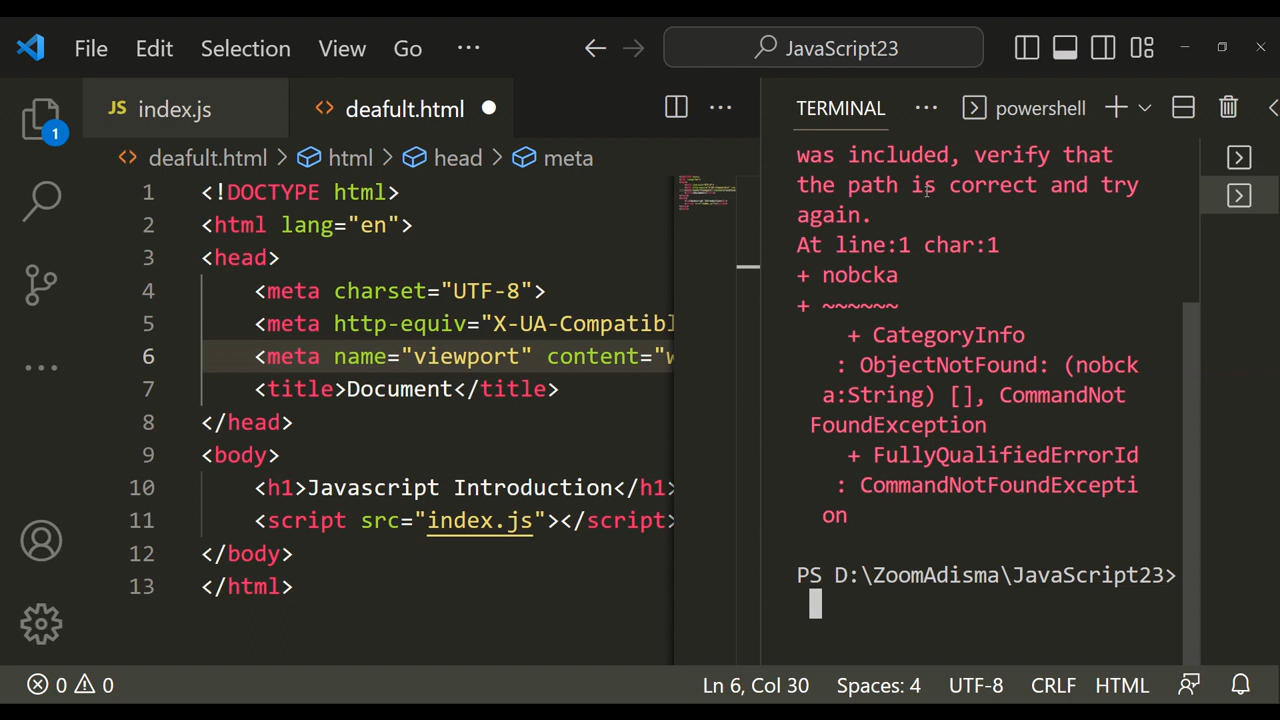 File Edit Selection View Go ··· JavaScript23
JS index.js <> deafult.html
TERMINAL ··· powershell
<> deafult.html > html > head > meta
1 <!DOCTYPE html>
2 <html lang="en">
3 <head>
4 <meta charset="UTF-8">
5 <meta http-equiv="X-UA-Compatibl
6 <meta name="viewport" content="w
7 <title>Document</title>
8 </head>
9 <body>
10 <h1>Javascript Introduction</h1>
11 <script src="index.js"></script>
12 </body>
13 </html>
was included, verify that
the path is correct and try
again.
At line:1 char:1
+ nobcka
+ ~~~~~~
+ CategoryInfo
: ObjectNotFound: (nobck
a:String) [], CommandNot
FoundException
+ FullyQualifiedErrorId
: CommandNotFoundExcepti
on
PS D:\ZoomAdisma\JavaScript23>
1
0 0 Ln 6, Col 30 Spaces: 4 UTF-8 CRLF HTML